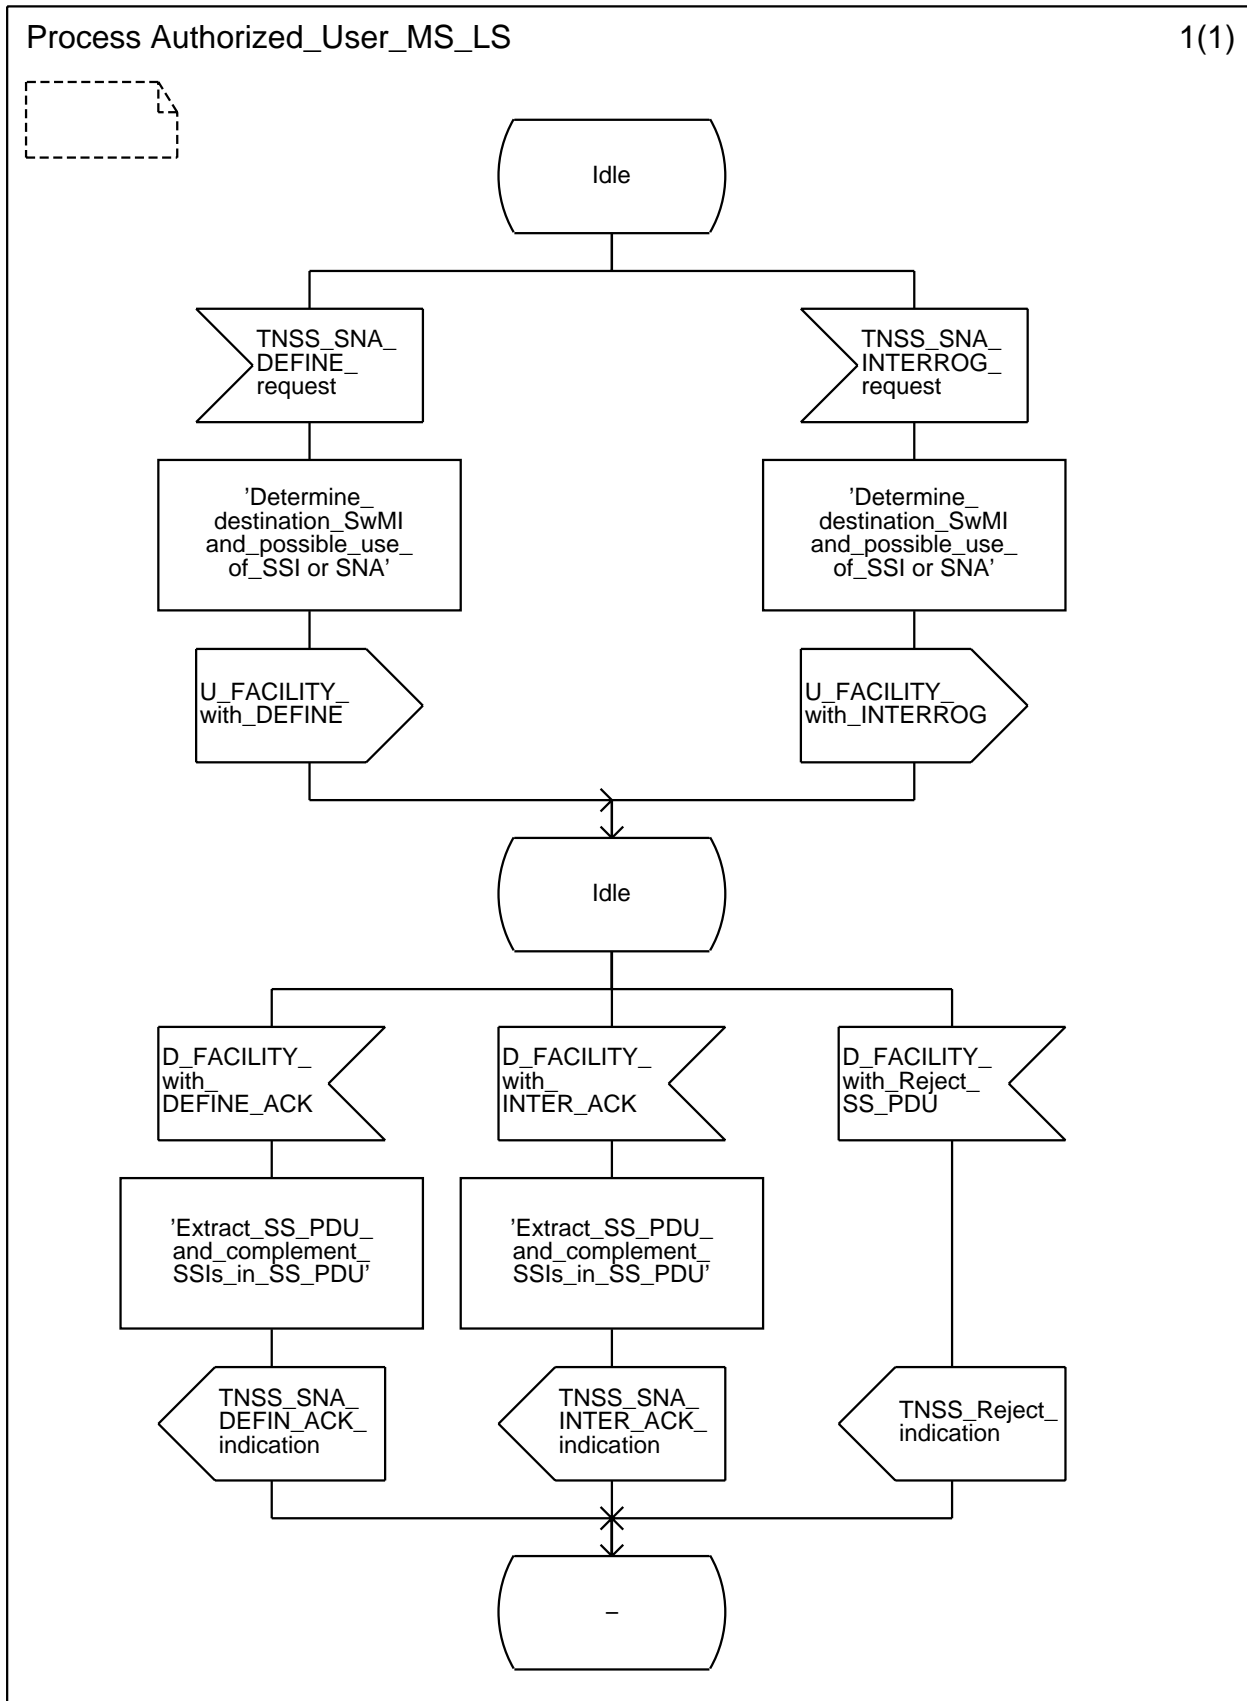 Process Authorized_User_MS_LS
1(1)
Idle
TNSS_SNA_
DEFINE_
request
TNSS_SNA_
INTERROG_
request
’Determine_
destination_SwMI
and_possible_use_
of_SSI or SNA’
’Determine_
destination_SwMI
and_possible_use_
of_SSI or SNA’
U_FACILITY_
with_DEFINE
U_FACILITY_
with_INTERROG
Idle
D_FACILITY_
with_
DEFINE_ACK
D_FACILITY_
with_
INTER_ACK
D_FACILITY_
with_Reject_
SS_PDU
’Extract_SS_PDU_
and_complement_
SSIs_in_SS_PDU’
’Extract_SS_PDU_
and_complement_
SSIs_in_SS_PDU’
TNSS_SNA_
DEFIN_ACK_
indication
TNSS_SNA_
INTER_ACK_
indication
TNSS_Reject_
indication
–